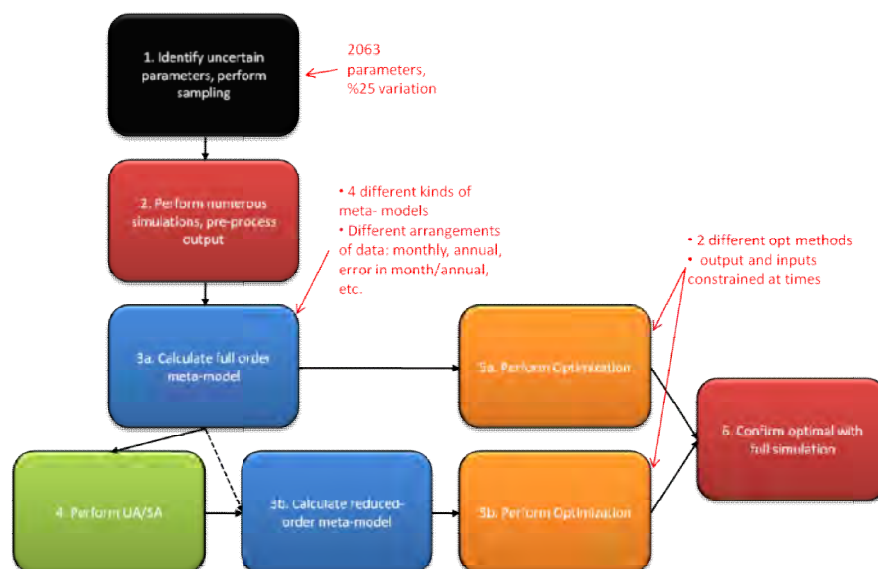 1. Identify uncertain
parameters, perform
sampling
2063
parameters,
%25 variation
2. Perform numerous
simulations, pre-process
output
• 4 different kinds of
meta- models
• Different arrangements
of data: monthly, annual,
error in month/annual,
etc.
• 2 different opt methods
• output and inputs
constrained at times
3a. Calculate full order
meta-model
5a. Perform Optimization
6. Confirm optimal with
full simulation
4. Perform UA/SA
3b. Calculate reduced-
order meta-model
5b. Perform Optimization